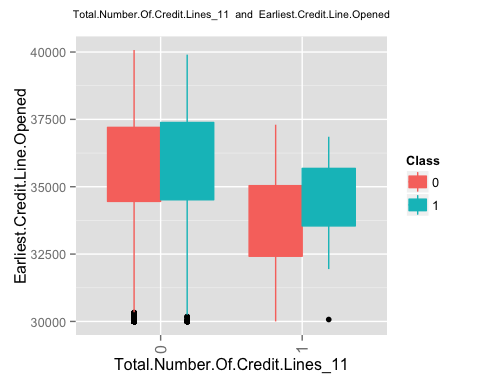 Total.Number.Of.Credit.Lines_11 and Earliest.Credit.Line.Opened
40000
37500
35000
32500
30000
Earliest.Credit.Line.Opened
0
1
Total.Number.Of.Credit.Lines_11
Class
0
1